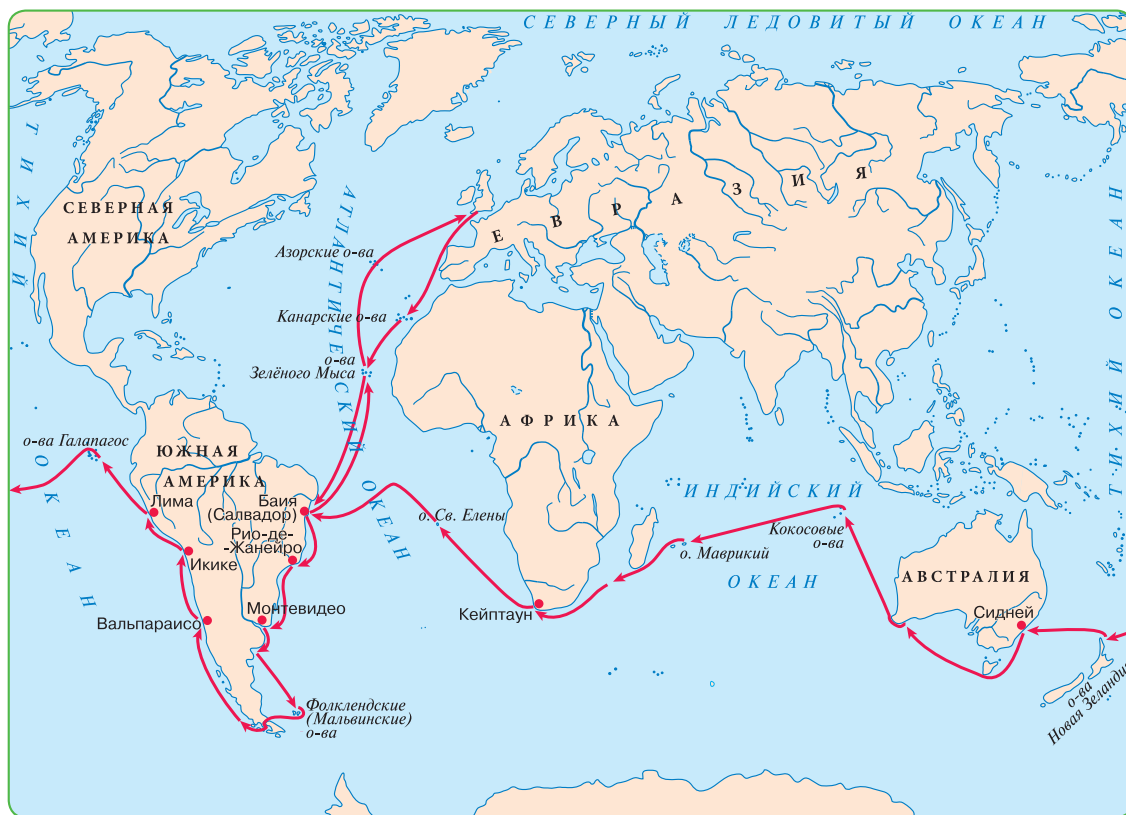 СЕВЕРНЫЙ ЛЕДОВИТЫЙ ОКЕАН
ТИХИЙ
ОКЕАН
СЕВЕРНАЯ
АМЕРИКА
АТЛАНТИЧЕСКИЙ ОКЕАН
ЕВРАЗИЯ
ТИХИЙ ОКЕАН
Азорские о-ва
Канарские о-ва
о-ва
Зелёного Мыса
АФРИКА
о-ва Галапагос
ЮЖНАЯ
АМЕРИКА
Лима
Баия
(Салвадор)
Рио-де-
-Жанейро
Икике
Монтевидео
Вальпараисо
Фолклендские
(Мальвинские)
о-ва
о. Св. Елены
Кейптаун
ИНДИЙСКИЙ
ОКЕАН
Кокосовые
о-ва
о. Маврикий
АВСТРАЛИЯ
Сидней
о-ва
Новая Зеландия